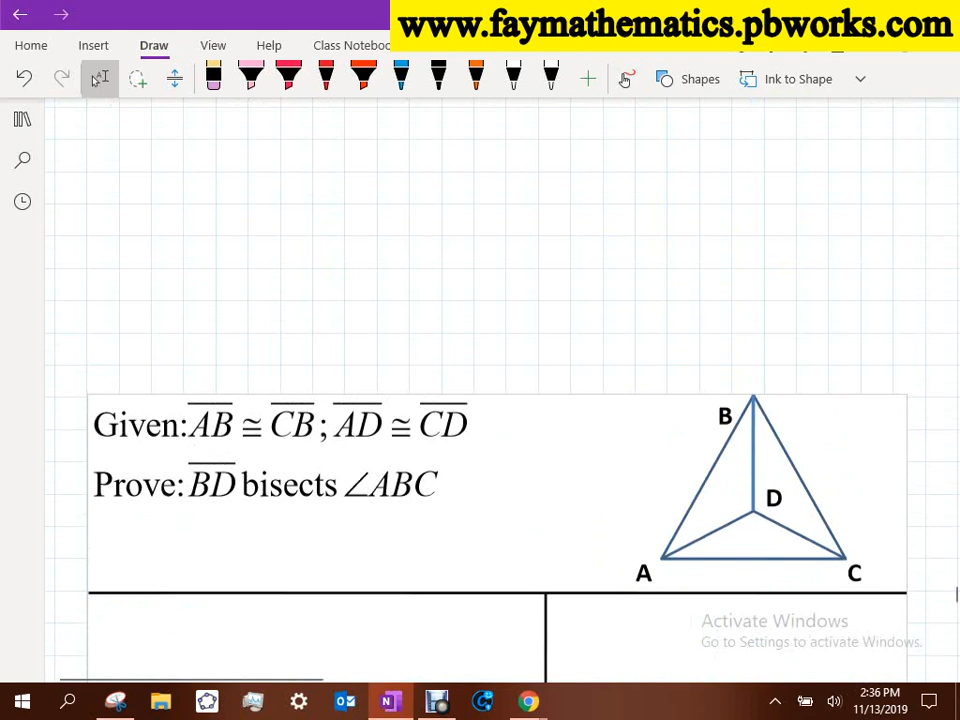 www.faymathematics.pbworks.com
Home Insert Draw View Help Class Notebo
Shapes Ink to Shape
Given: AB ≅ CB ; AD ≅ CD
Prove: BD bisects ∠ABC
B
D
A
C
Activate Windows
Go to Settings to activate Windows.
2:36 PM
11/13/2019